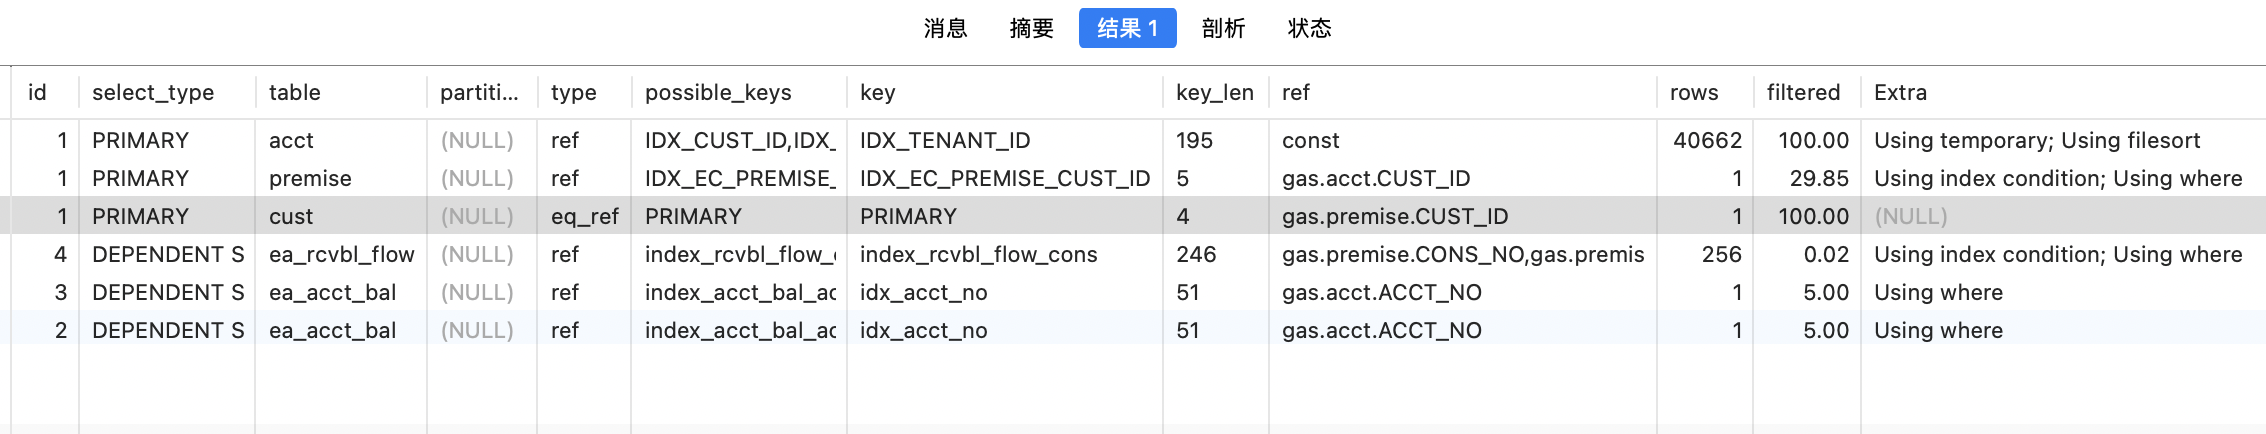 消息 摘要 结果 1 剖析 状态
id select_type table partiti... type possible_keys key key_len ref rows filtered Extra
1 PRIMARY acct (NULL) ref IDX_CUST_ID,IDX_ IDX_TENANT_ID 195 const 40662 100.00 Using temporary; Using filesort
1 PRIMARY premise (NULL) ref IDX_EC_PREMISE_ IDX_EC_PREMISE_CUST_ID 5 gas.acct.CUST_ID 1 29.85 Using index condition; Using where
1 PRIMARY cust (NULL) eq_ref PRIMARY PRIMARY 4 gas.premise.CUST_ID 1 100.00 (NULL)
4 DEPENDENT S ea_rcvbl_flow (NULL) ref index_rcvbl_flow_ index_rcvbl_flow_cons 246 gas.premise.CONS_NO,gas.premis 256 0.02 Using index condition; Using where
3 DEPENDENT S ea_acct_bal (NULL) ref index_acct_bal_ac idx_acct_no 51 gas.acct.ACCT_NO 1 5.00 Using where
2 DEPENDENT S ea_acct_bal (NULL) ref index_acct_bal_ac idx_acct_no 51 gas.acct.ACCT_NO 1 5.00 Using where